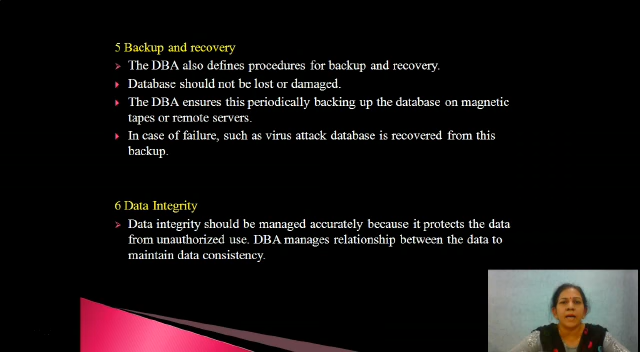 5 Backup and recovery
The DBA also defines procedures for backup and recovery.
Database should not be lost or damaged.
The DBA ensures this periodically backing up the database on magnetic
tapes or remote servers.
In case of failure, such as virus attack database is recovered from this
backup.
6 Data Integrity
Data integrity should be managed accurately because it protects the data
from unauthorized use. DBA manages relationship between the data to
maintain data consistency.